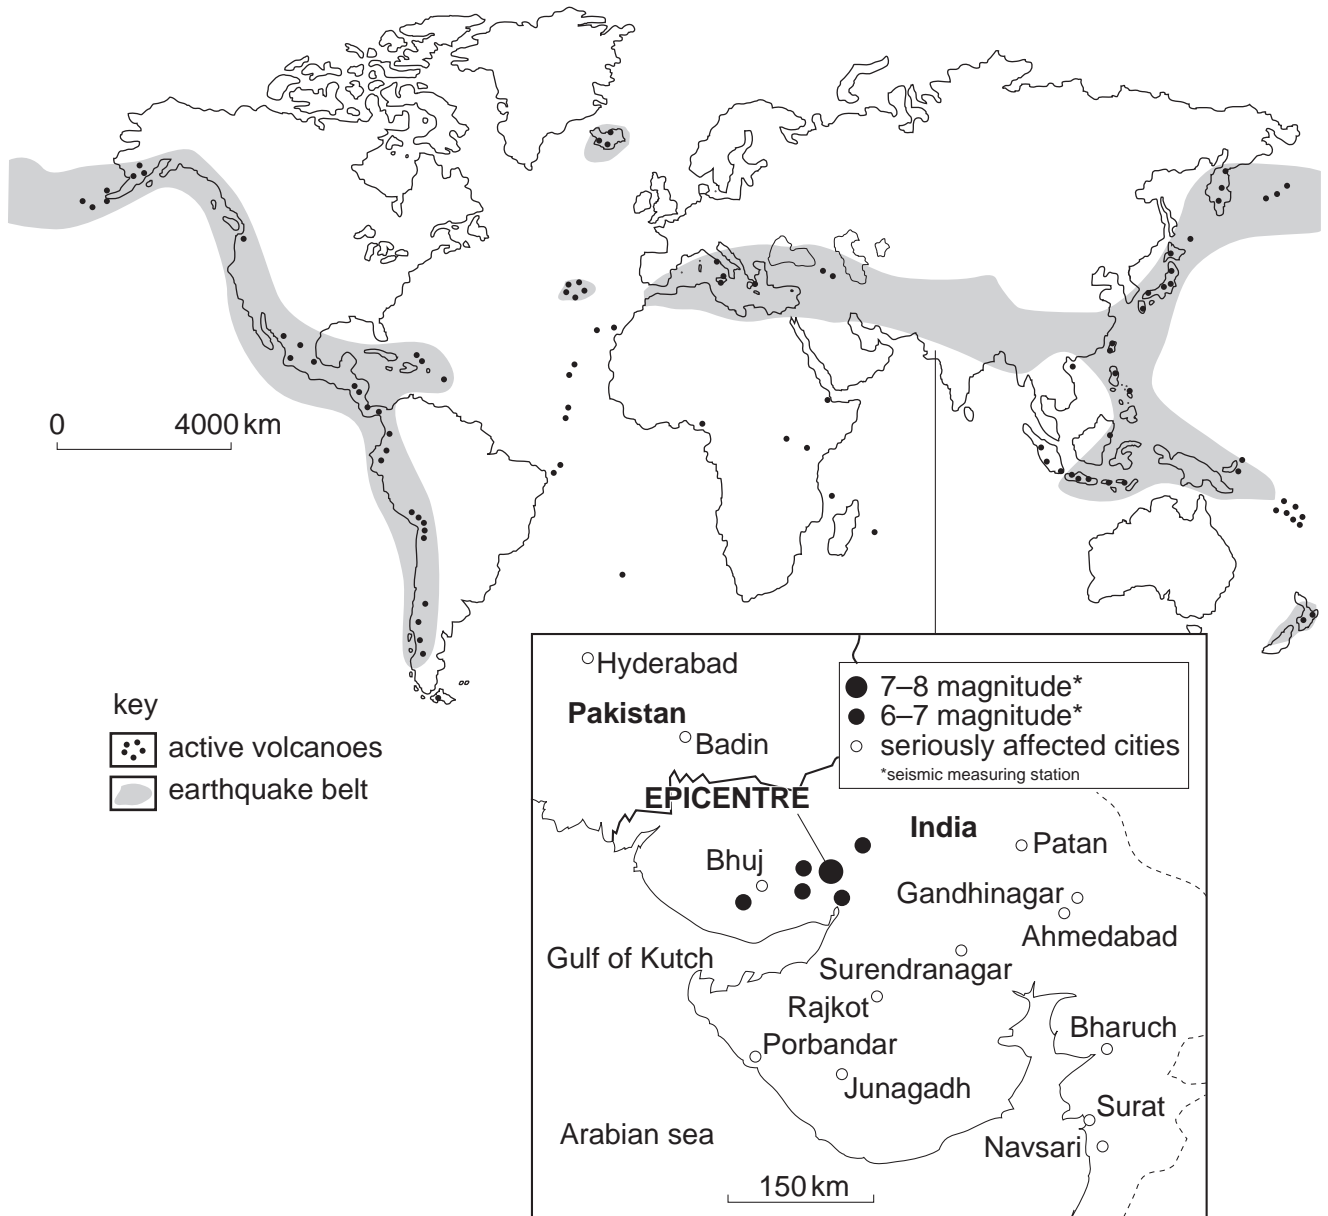 0 4000 km
key
active volcanoes
earthquake belt
Hyderabad
7–8 magnitude*
6–7 magnitude*
seriously affected cities
*seismic measuring station
Pakistan
Badin
EPICENTRE
India
Patan
Bhuj
Gandhinagar
Ahmedabad
Gulf of Kutch
Surendranagar
Rajkot
Bharuch
Porbandar
Junagadh
Surat
Arabian sea
Navsari
150 km